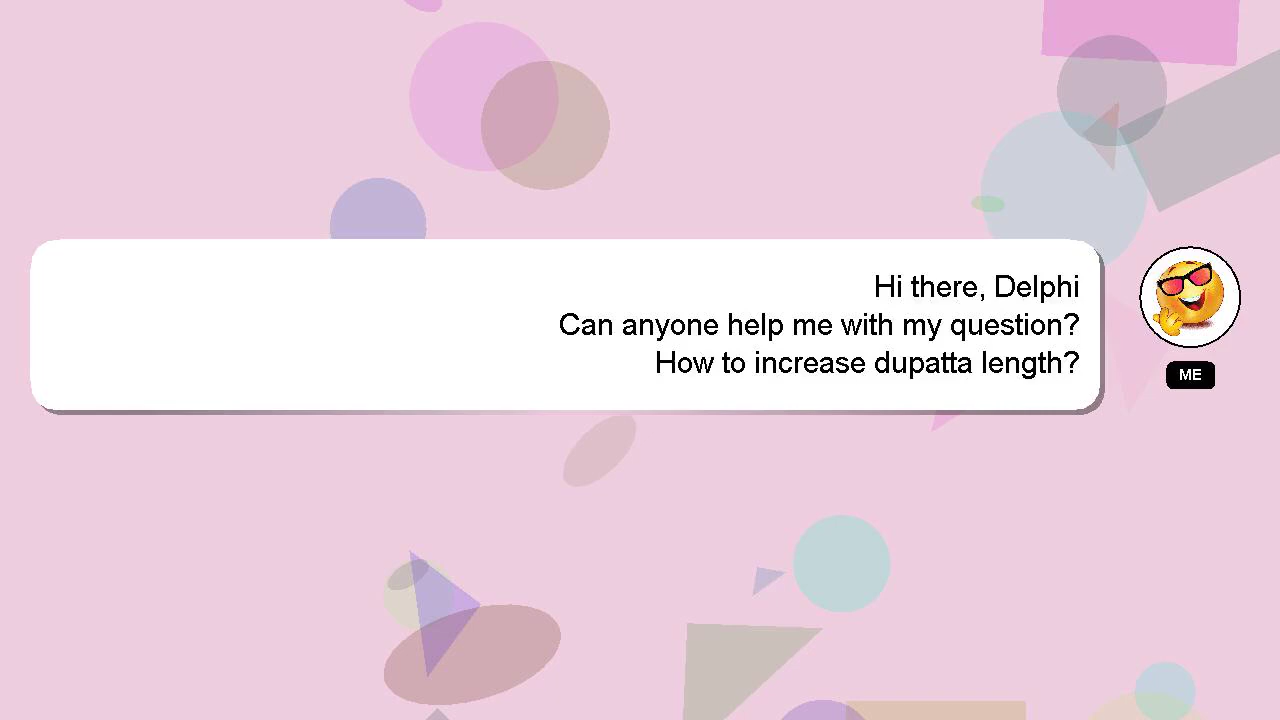 Hi there, Delphi
Can anyone help me with my question?
How to increase dupatta length?
ME